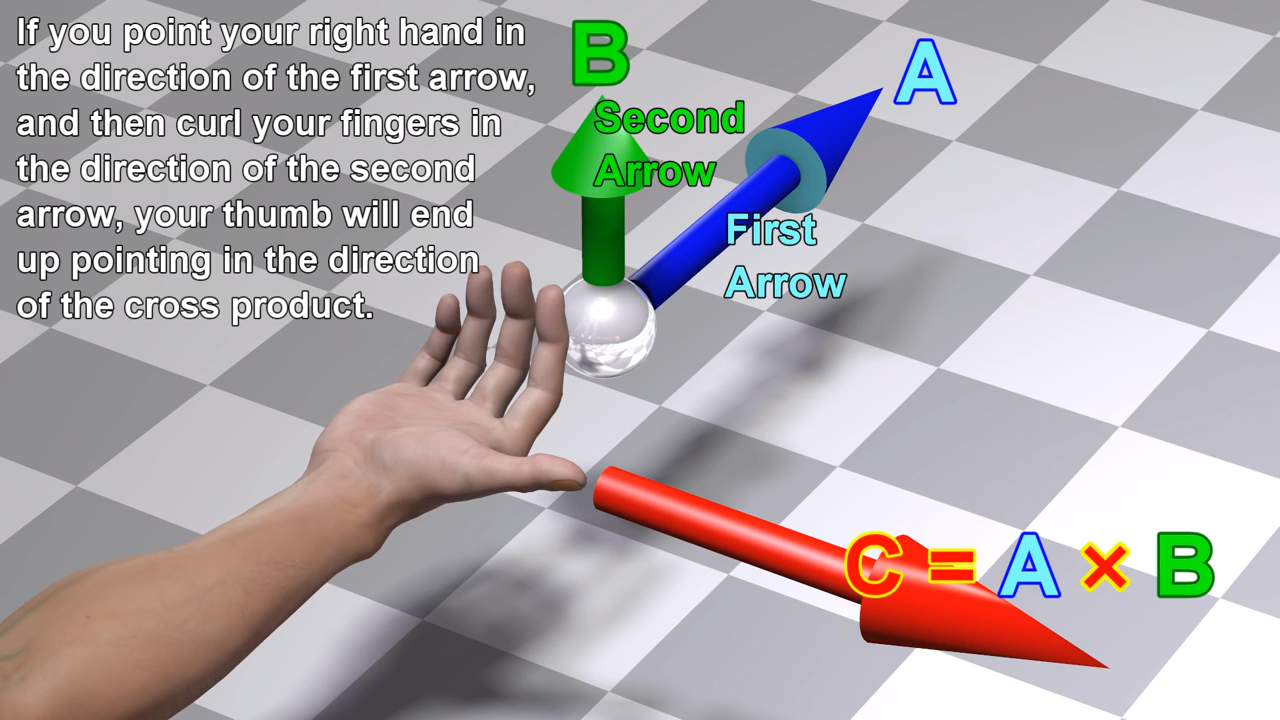 If you point your right hand in
the direction of the first arrow,
and then curl your fingers in
the direction of the second
arrow, your thumb will end
up pointing in the direction
of the cross product.
B
Second
Arrow
A
First
Arrow
C = A × B